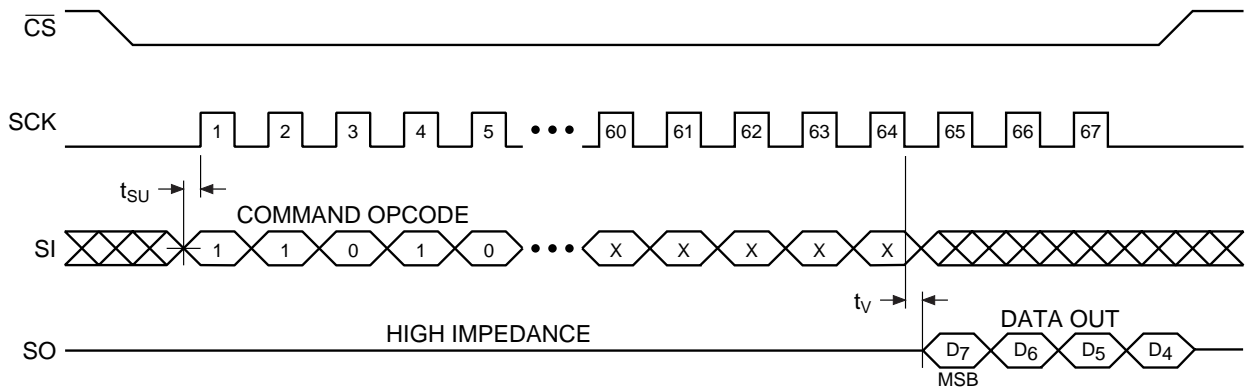 CS
SCK 1 2 3 4 5 ••• 60 61 62 63 64 65 66 67
tSU
COMMAND OPCODE
SI 1 1 0 1 0 ••• X X X X X
tV
HIGH IMPEDANCE DATA OUT
SO D7 D6 D5 D4
MSB